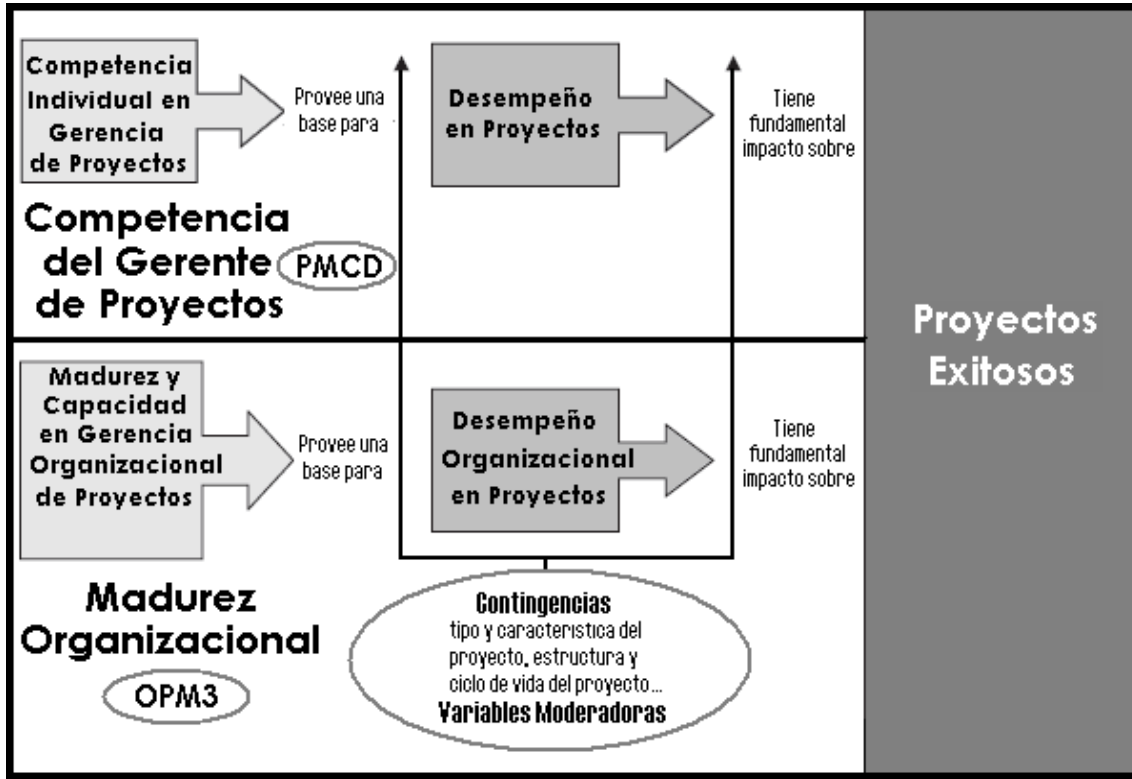 Competencia
Individual en
Gerencia
de Proyectos
Provee una
base para
Desempeño
en Proyectos
Tiene
fundamental
impacto sobre
Competencia
del Gerente
de Proyectos
PMCD
Proyectos
Exitosos
Madurez y
Capacidad
en Gerencia
Organizacional
de Proyectos
Provee una
base para
Desempeño
Organizacional
en Proyectos
Tiene
fundamental
impacto sobre
Madurez
Organizacional
OPM3
Contingencias
tipo y caracteristica del
proyecto, estructura y
ciclo de vida del proyecto...
Variables Moderadoras